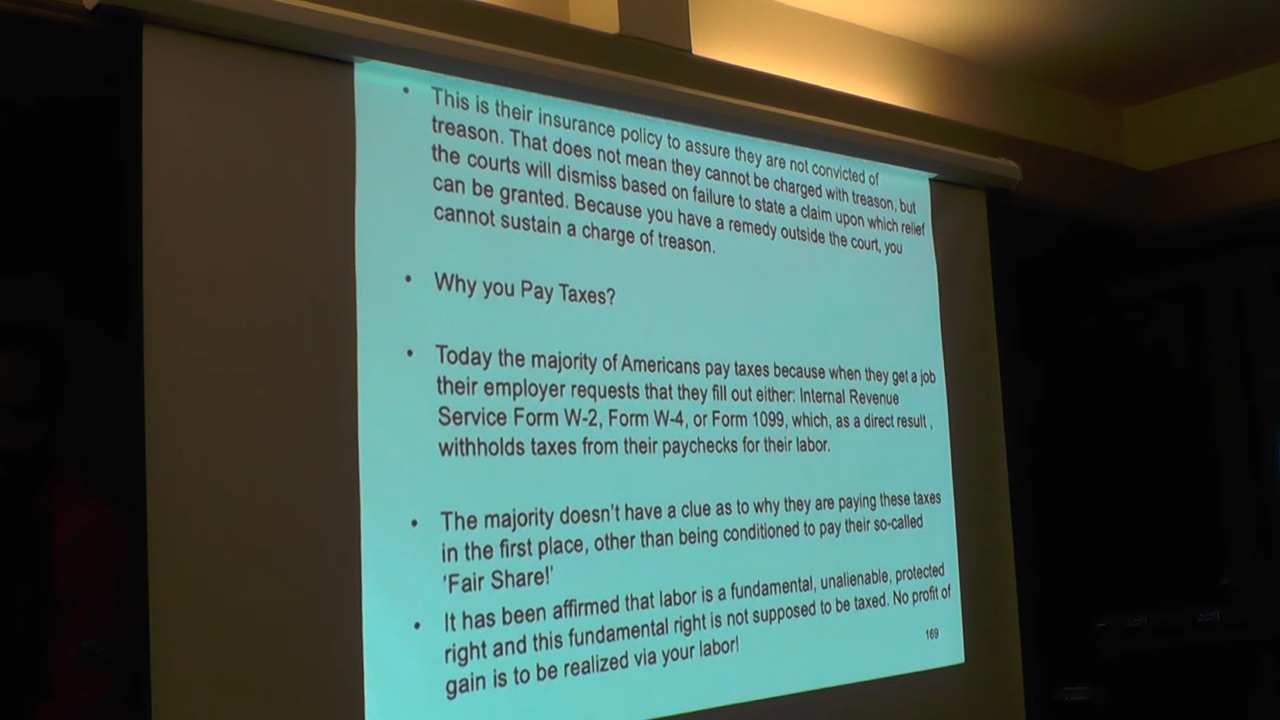 • This is their insurance policy to assure they are not convicted of
treason. That does not mean they cannot be charged with treason, but
the courts will dismiss based on failure to state a claim upon which relief
can be granted. Because you have a remedy outside the court, you
cannot sustain a charge of treason.
• Why you Pay Taxes?
• Today the majority of Americans pay taxes because when they get a job
their employer requests that they fill out either: Internal Revenue
Service Form W-2, Form W-4, or Form 1099, which, as a direct result ,
withholds taxes from their paychecks for their labor.
• The majority doesn't have a clue as to why they are paying these taxes
in the first place, other than being conditioned to pay their so-called
‘Fair Share!’
• It has been affirmed that labor is a fundamental, unalienable, protected
right and this fundamental right is not supposed to be taxed. No profit of
gain is to be realized via your labor!
169